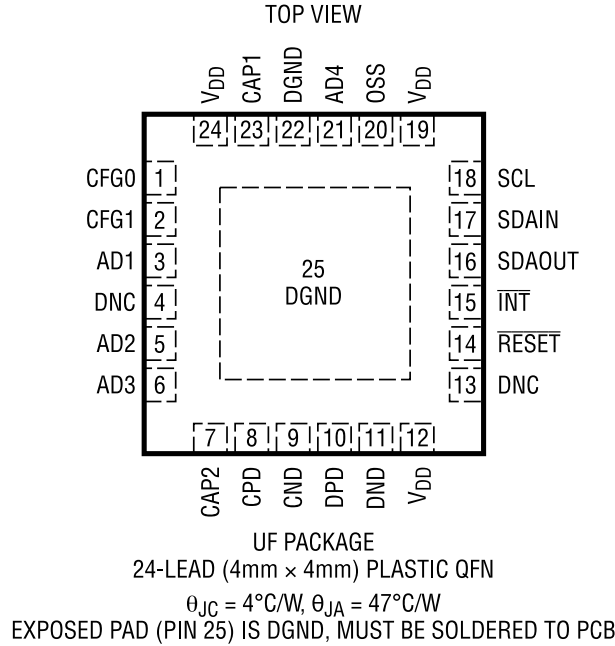 TOP VIEW
V_DD
CAP1
DGND
AD4
OSS
V_DD
24
23
22
21
20
19
CFG0 1
CFG1 2
AD1 3
DNC 4
AD2 5
AD3 6
25
DGND
18 SCL
17 SDAIN
16 SDAOUT
15 I̅N̅T̅
14 R̅E̅S̅E̅T̅
13 DNC
7
8
9
10
11
12
CAP2
CPD
CND
DPD
DND
V_DD
UF PACKAGE
24-LEAD (4mm × 4mm) PLASTIC QFN
θ_JC = 4°C/W, θ_JA = 47°C/W
EXPOSED PAD (PIN 25) IS DGND, MUST BE SOLDERED TO PCB